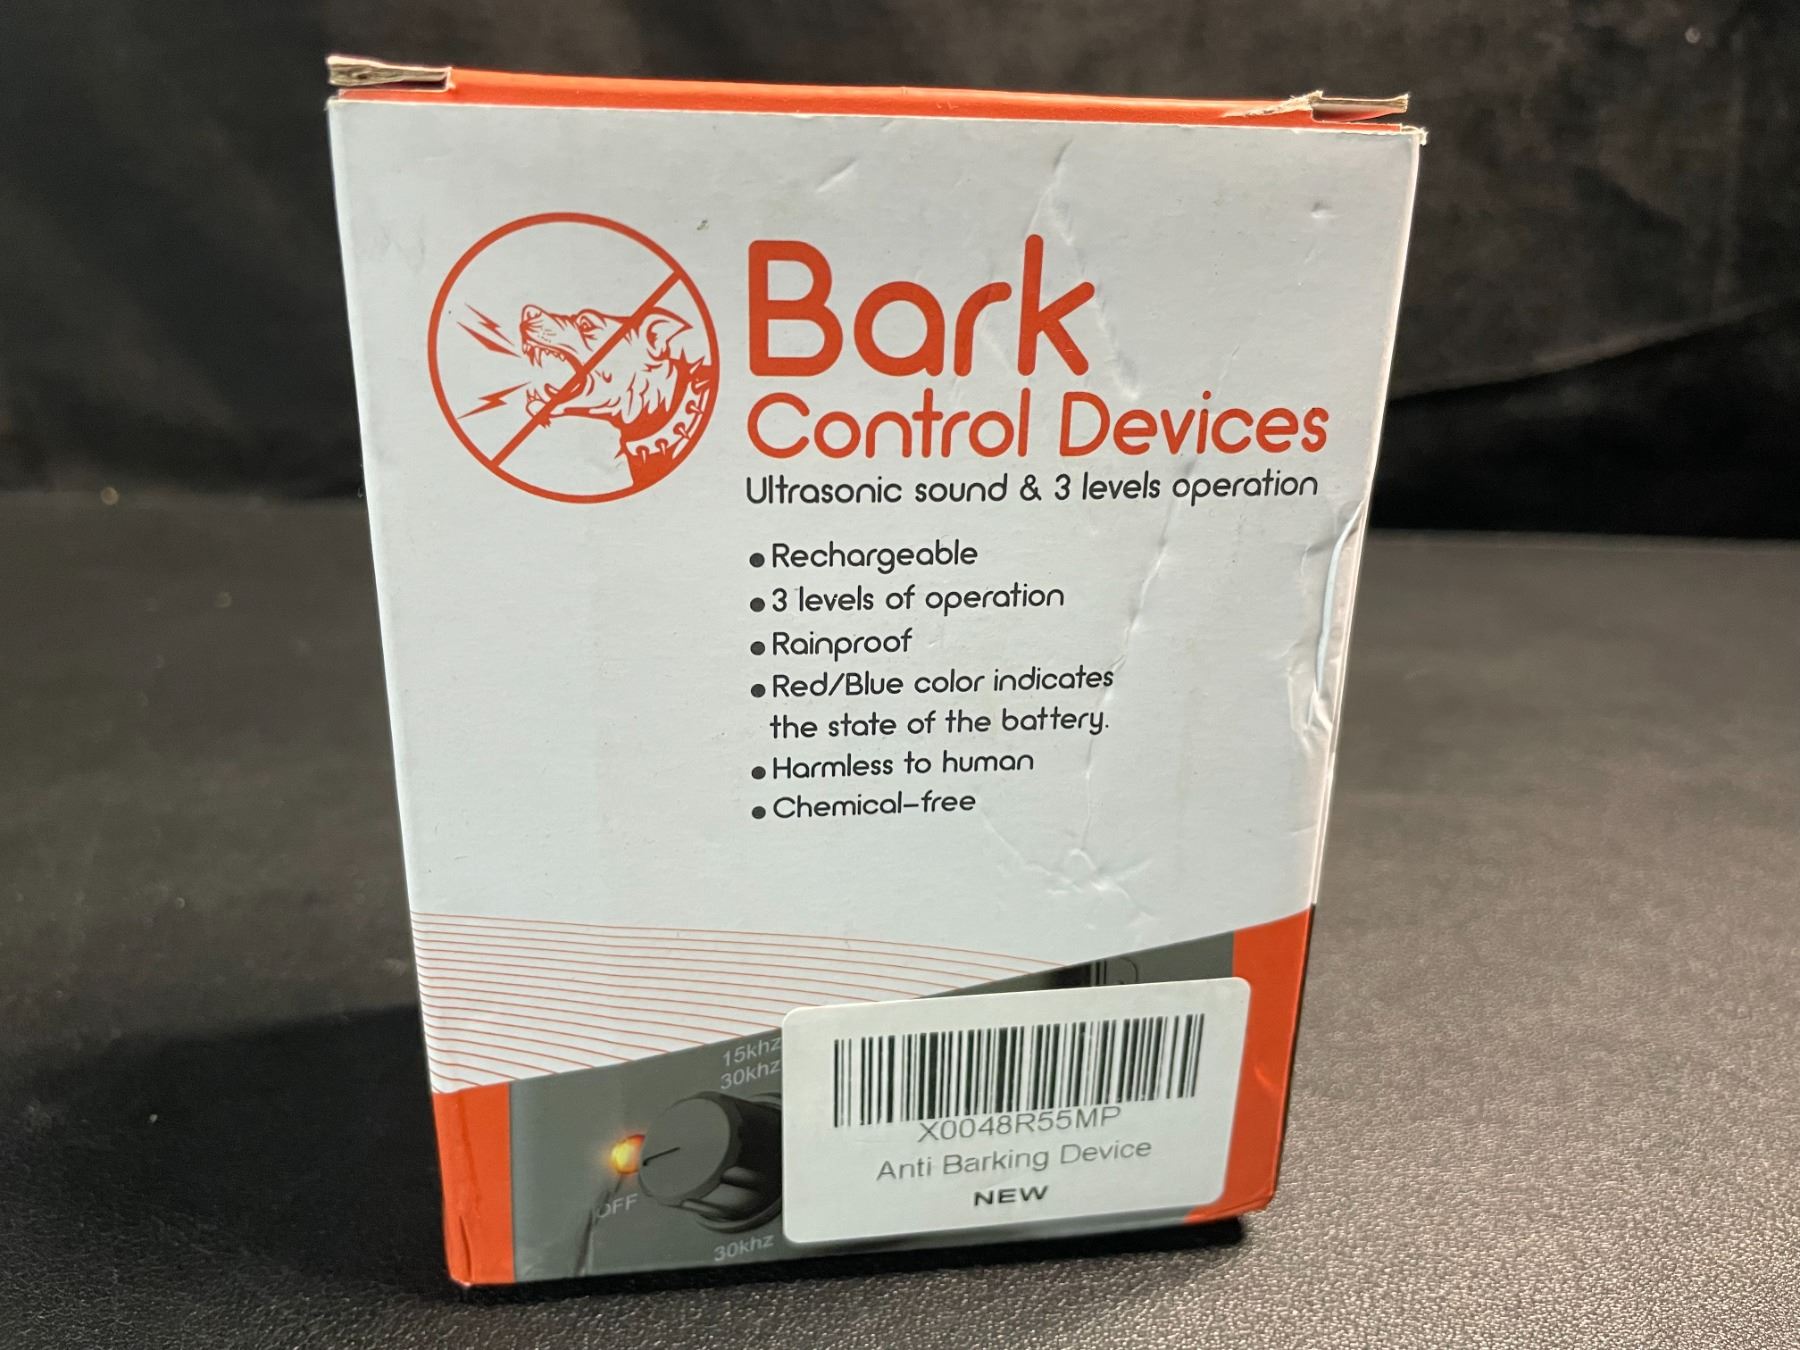 Bark
Control Devices
Ultrasonic sound & 3 levels operation
● Rechargeable
● 3 levels of operation
● Rainproof
● Red/Blue color indicates
the state of the battery.
● Harmless to human
● Chemical-free
15khz
30khz
OFF
30khz
X0048R55MP
Anti Barking Device
NEW